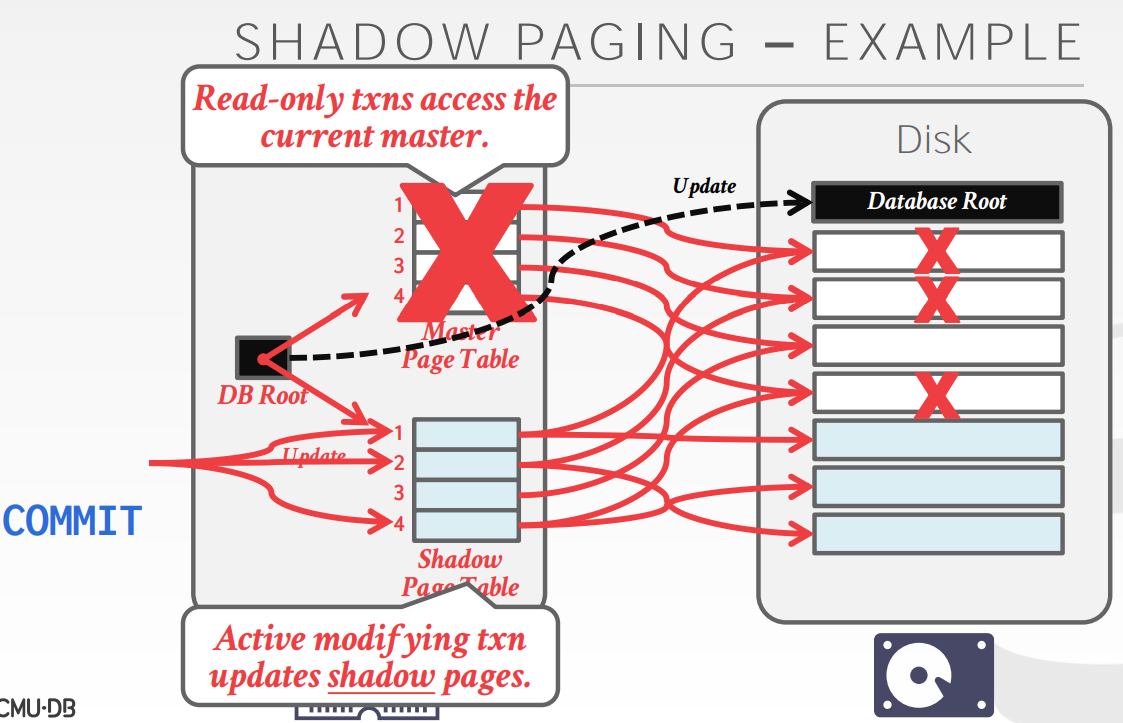 SHADOW PAGING – EXAMPLE
Read-only txns access the
current master.
Disk
Update
Database Root
1
2
3
4
Master
Page Table
DB Root
1
Update
2
3
4
COMMIT
Shadow
Page Table
Active modifying txn
updates shadow pages.
CMU·DB